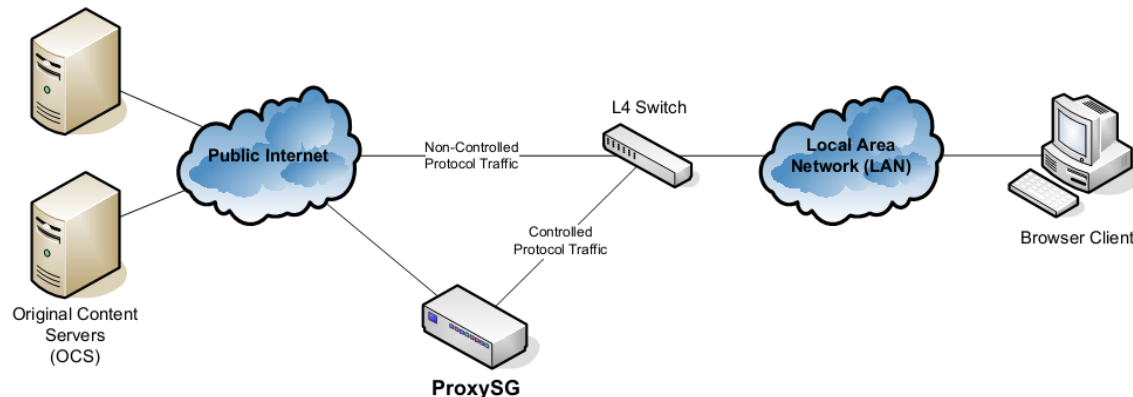 L4 Switch
Public Internet
Non-Controlled
Protocol Traffic
Local Area
Network (LAN)
Controlled
Protocol Traffic
Browser Client
Original Content
Servers
(OCS)
ProxySG